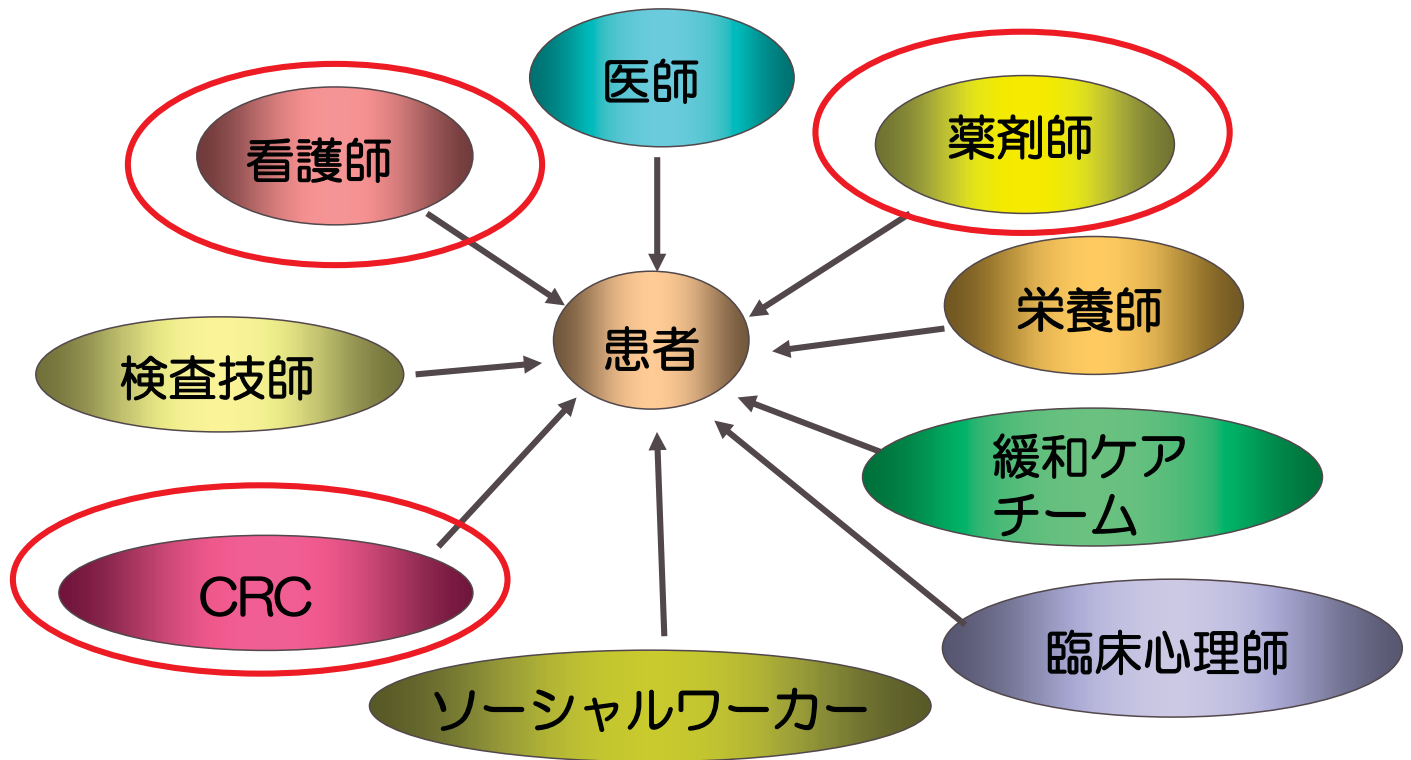 医師
看護師
薬剤師
栄養師
患者
検査技師
緩和ケア
チーム
CRC
臨床心理師
ソーシャルワーカー